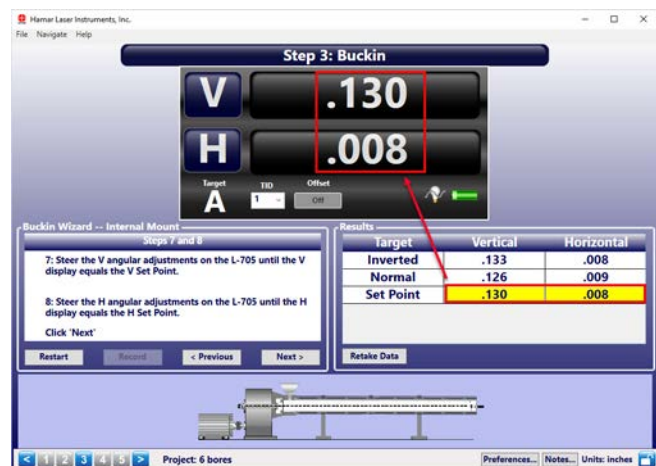 Hamar Laser Instruments, Inc.
File Navigate Help
Step 3: Buckin
V .130
H .008
Target TID Offset
A 1 Off
Buckin Wizard -- Internal Mount
Steps 7 and 8
7: Steer the V angular adjustments on the L-705 until the V
display equals the V Set Point.
8: Steer the H angular adjustments on the L-705 until the H
display equals the H Set Point.
Click 'Next'
Restart Record < Previous Next >
Results
Target Vertical Horizontal
Inverted .133 .008
Normal .126 .009
Set Point .130 .008
Retake Data
< 1 2 3 4 5 > Project: 6 bores Preferences... Notes... Units: inches